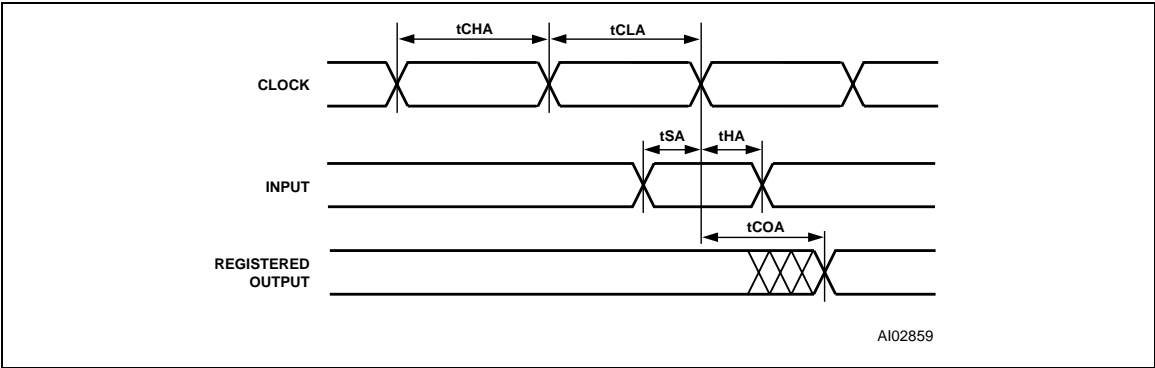 tCHA tCLA
CLOCK
tSA tHA
INPUT
tCOA
REGISTERED
OUTPUT
AI02859